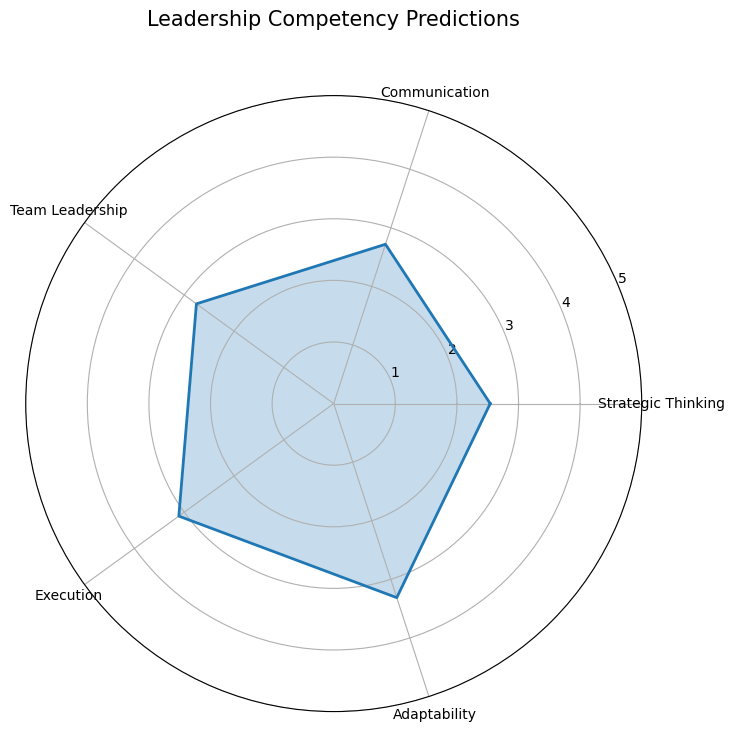 Leadership Competency Predictions
Communication
Team Leadership
5
4
3
2
1
Strategic Thinking
Execution
Adaptability